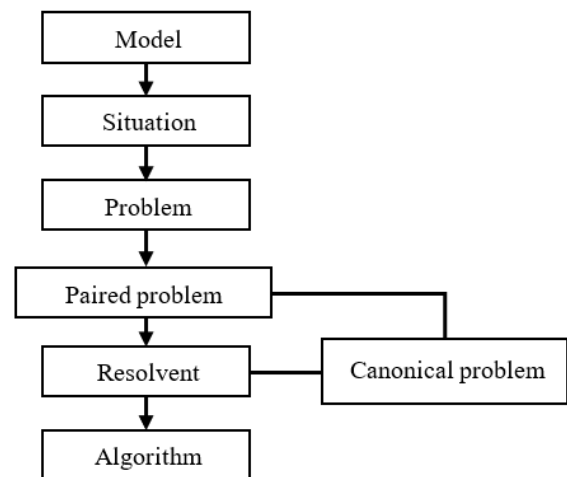 Model
Situation
Problem
Paired problem
Resolvent
Canonical problem
Algorithm